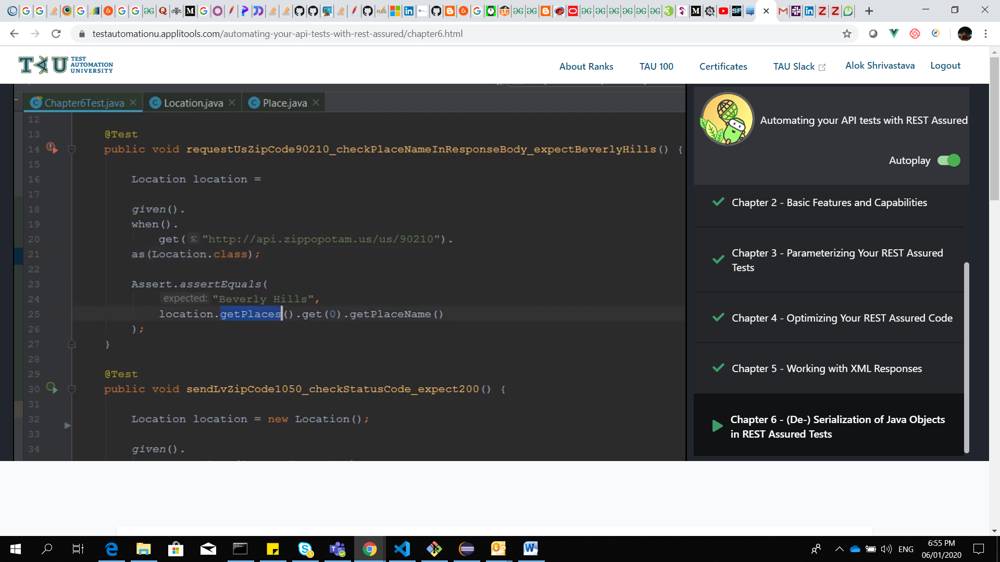 testautomationu.applitools.com/automating-your-api-tests-with-rest-assured/chapter6.html
TAU TEST AUTOMATION UNIVERSITY
About Ranks
TAU 100
Certificates
TAU Slack
Alok Shrivastava
Logout
Chapter6Test.java
Location.java
Place.java
12
13 @Test
14 public void requestUsZipCode90210_checkPlaceNameInResponseBody_expectBeverlyHills() {
15
16 Location location =
17
18 given().
19 when().
20 get( s: "http://api.zippopotam.us/us/90210").
21 as(Location.class);
22
23 Assert.assertEquals(
24 expected: "Beverly Hills",
25 location.getPlaces().get(0).getPlaceName()
26 );
27 }
28
29 @Test
30 public void sendLvZipCode1050_checkStatusCode_expect200() {
31
32 Location location = new Location();
33
34 given().
Automating your API tests with REST Assured
Autoplay
Chapter 2 - Basic Features and Capabilities
Chapter 3 - Parameterizing Your REST Assured
Tests
Chapter 4 - Optimizing Your REST Assured Code
Chapter 5 - Working with XML Responses
Chapter 6 - (De-) Serialization of Java Objects
in REST Assured Tests
ENG
6:55 PM
06/01/2020